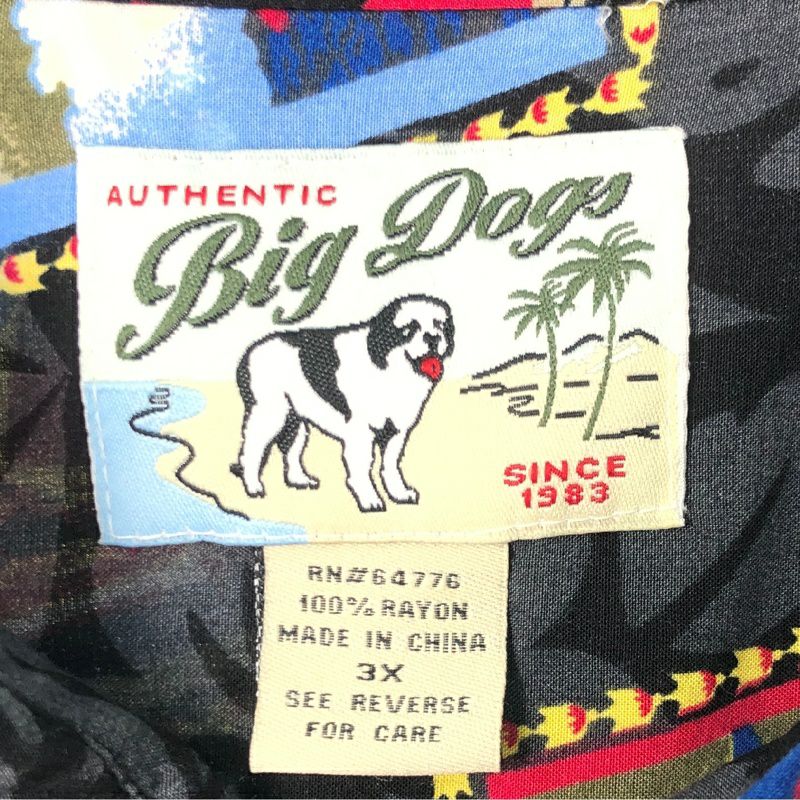 AUTHENTIC
Big Dogs
SINCE
1983
RN#64776
100% RAYON
MADE IN CHINA
3X
SEE REVERSE
FOR CARE